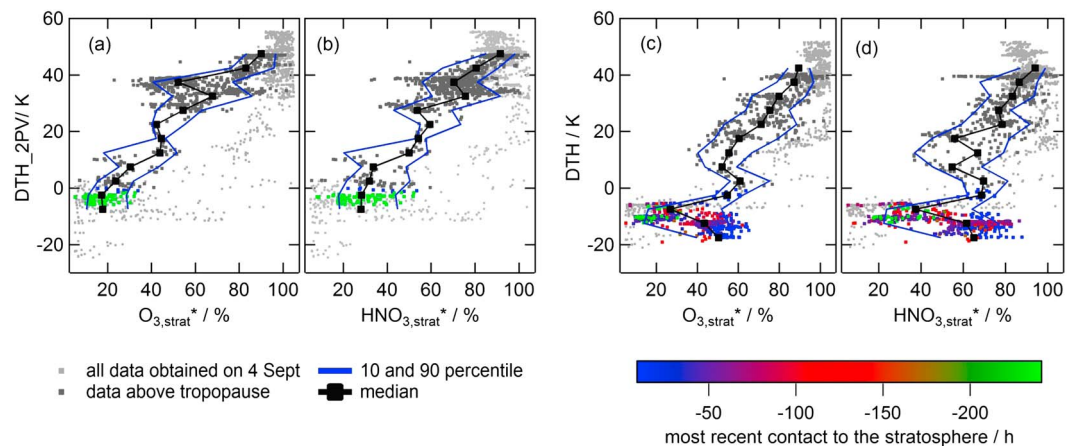 (a) (b) (c) (d)
DTH_2PV/ K
DTH / K
60 60
40 40
20 20
0 0
-20 -20
20 40 60 80 100 20 40 60 80 100 20 40 60 80 100 20 40 60 80 100
O3,strat* / % HNO3,strat* / % O3,strat* / % HNO3,strat* / %
all data obtained on 4 Sept 10 and 90 percentile
data above tropopause median
-50 -100 -150 -200
most recent contact to the stratosphere / h